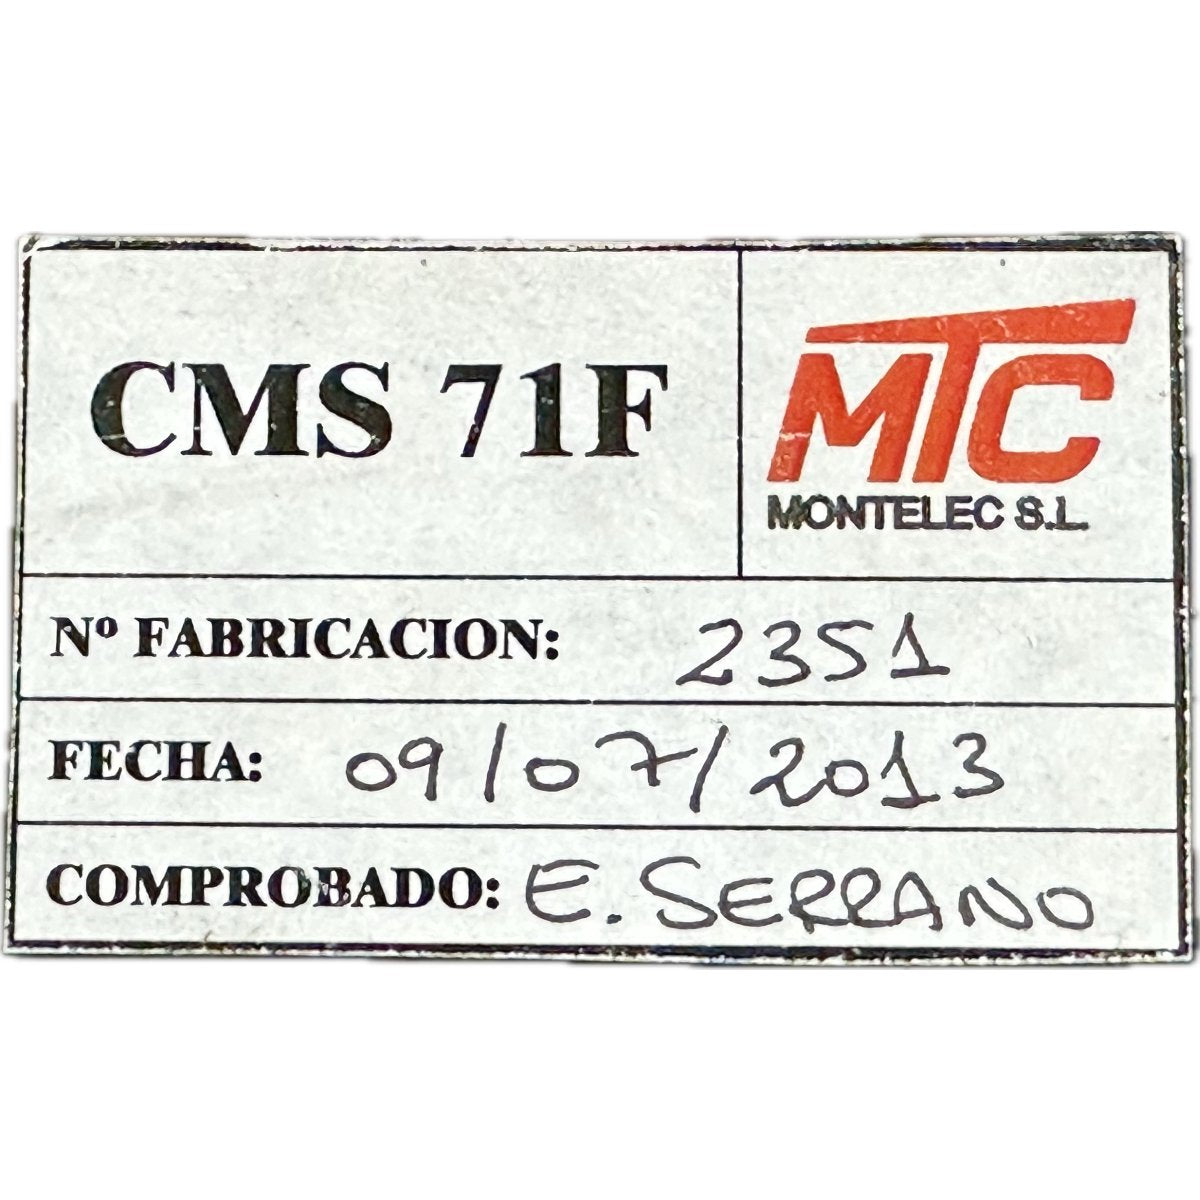 CMS 71F
MTC
MONTELEC S.L.
Nº FABRICACION: 2351
FECHA: 09/07/2013
COMPROBADO: E. SERRANO